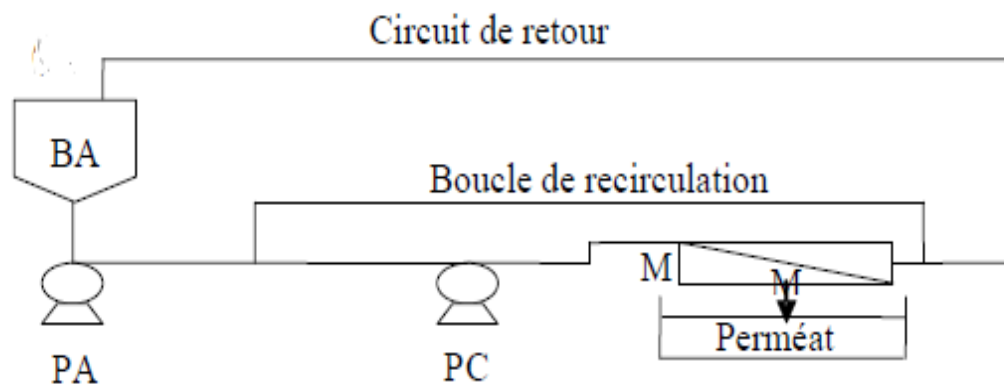 Circuit de retour
BA
Boucle de recirculation
M
M
Perméat
PA
PC